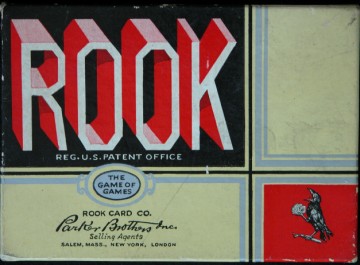 ROOK
REG. U.S. PATENT OFFICE
THE
GAME OF
GAMES
ROOK CARD CO.
Parker Brothers Inc.
Selling Agents
SALEM, MASS., NEW YORK, LONDON